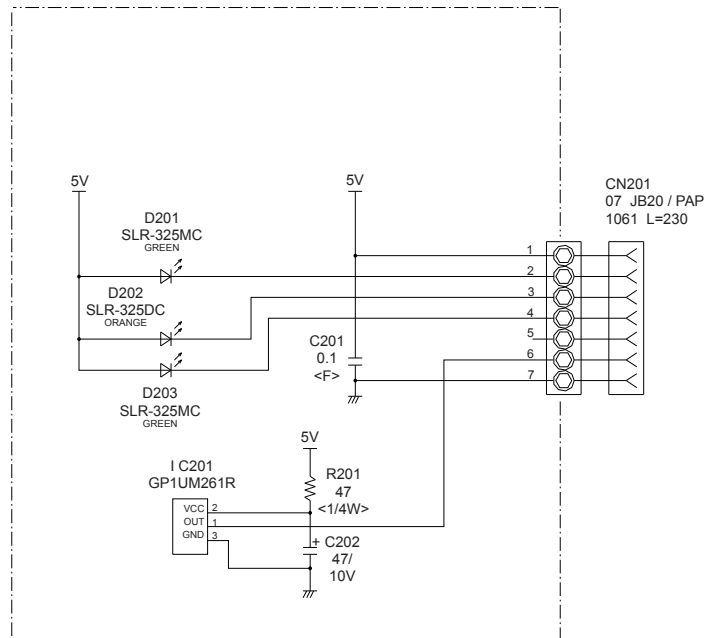 5V
5V
CN201
07 JB20 / PAP
1061 L=230
D201
SLR-325MC
GREEN
1
2
D202
SLR-325DC
ORANGE
3
4
5
6
7
C201
0.1
<F>
D203
SLR-325MC
GREEN
5V
I C201
GP1UM261R
R201
47
<1/4W>
VCC 2
OUT 1
GND 3
+ C202
47/
10V